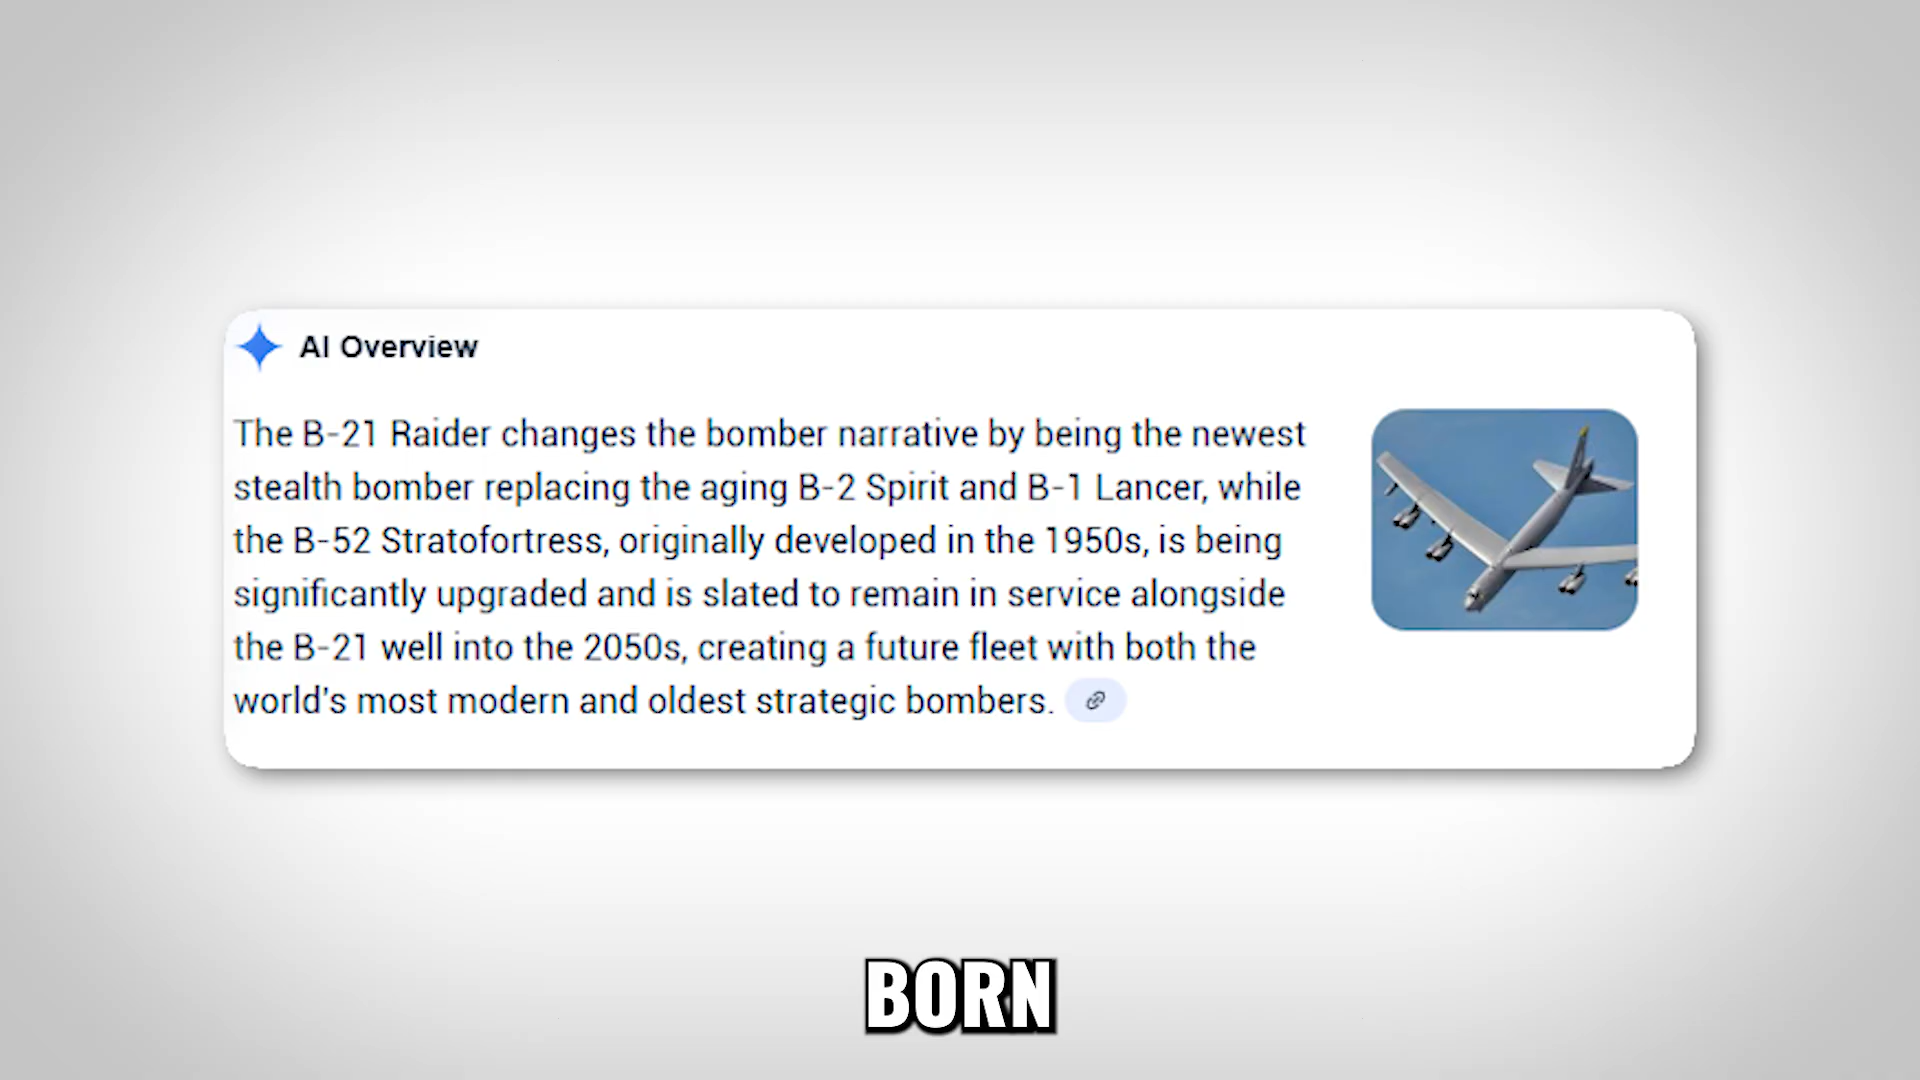 AI Overview
The B-21 Raider changes the bomber narrative by being the newest
stealth bomber replacing the aging B-2 Spirit and B-1 Lancer, while
the B-52 Stratofortress, originally developed in the 1950s, is being
significantly upgraded and is slated to remain in service alongside
the B-21 well into the 2050s, creating a future fleet with both the
world's most modern and oldest strategic bombers.
BORN